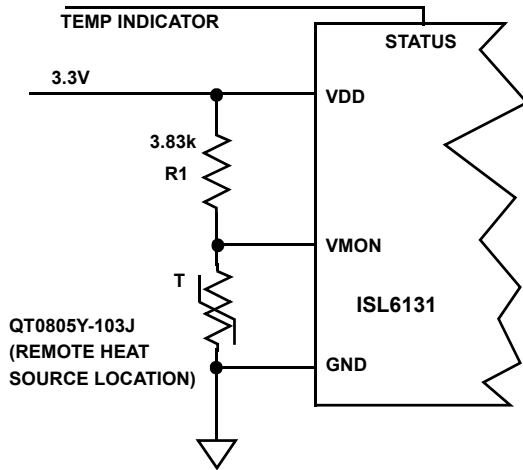 TEMP INDICATOR
STATUS
3.3V
VDD
3.83k
R1
VMON
T
ISL6131
QT0805Y-103J
(REMOTE HEAT
SOURCE LOCATION)
GND